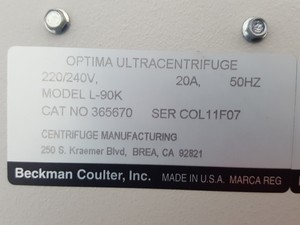 OPTIMA ULTRACENTRIFUGE
220/240V, 20A, 50HZ
MODEL L-90K
CAT NO 365670 SER COL11F07
CENTRIFUGE MANUFACTURING
250 S. Kraemer Blvd, BREA, CA 92821
Beckman Coulter, Inc. MADE IN U.S.A. MARCA REG